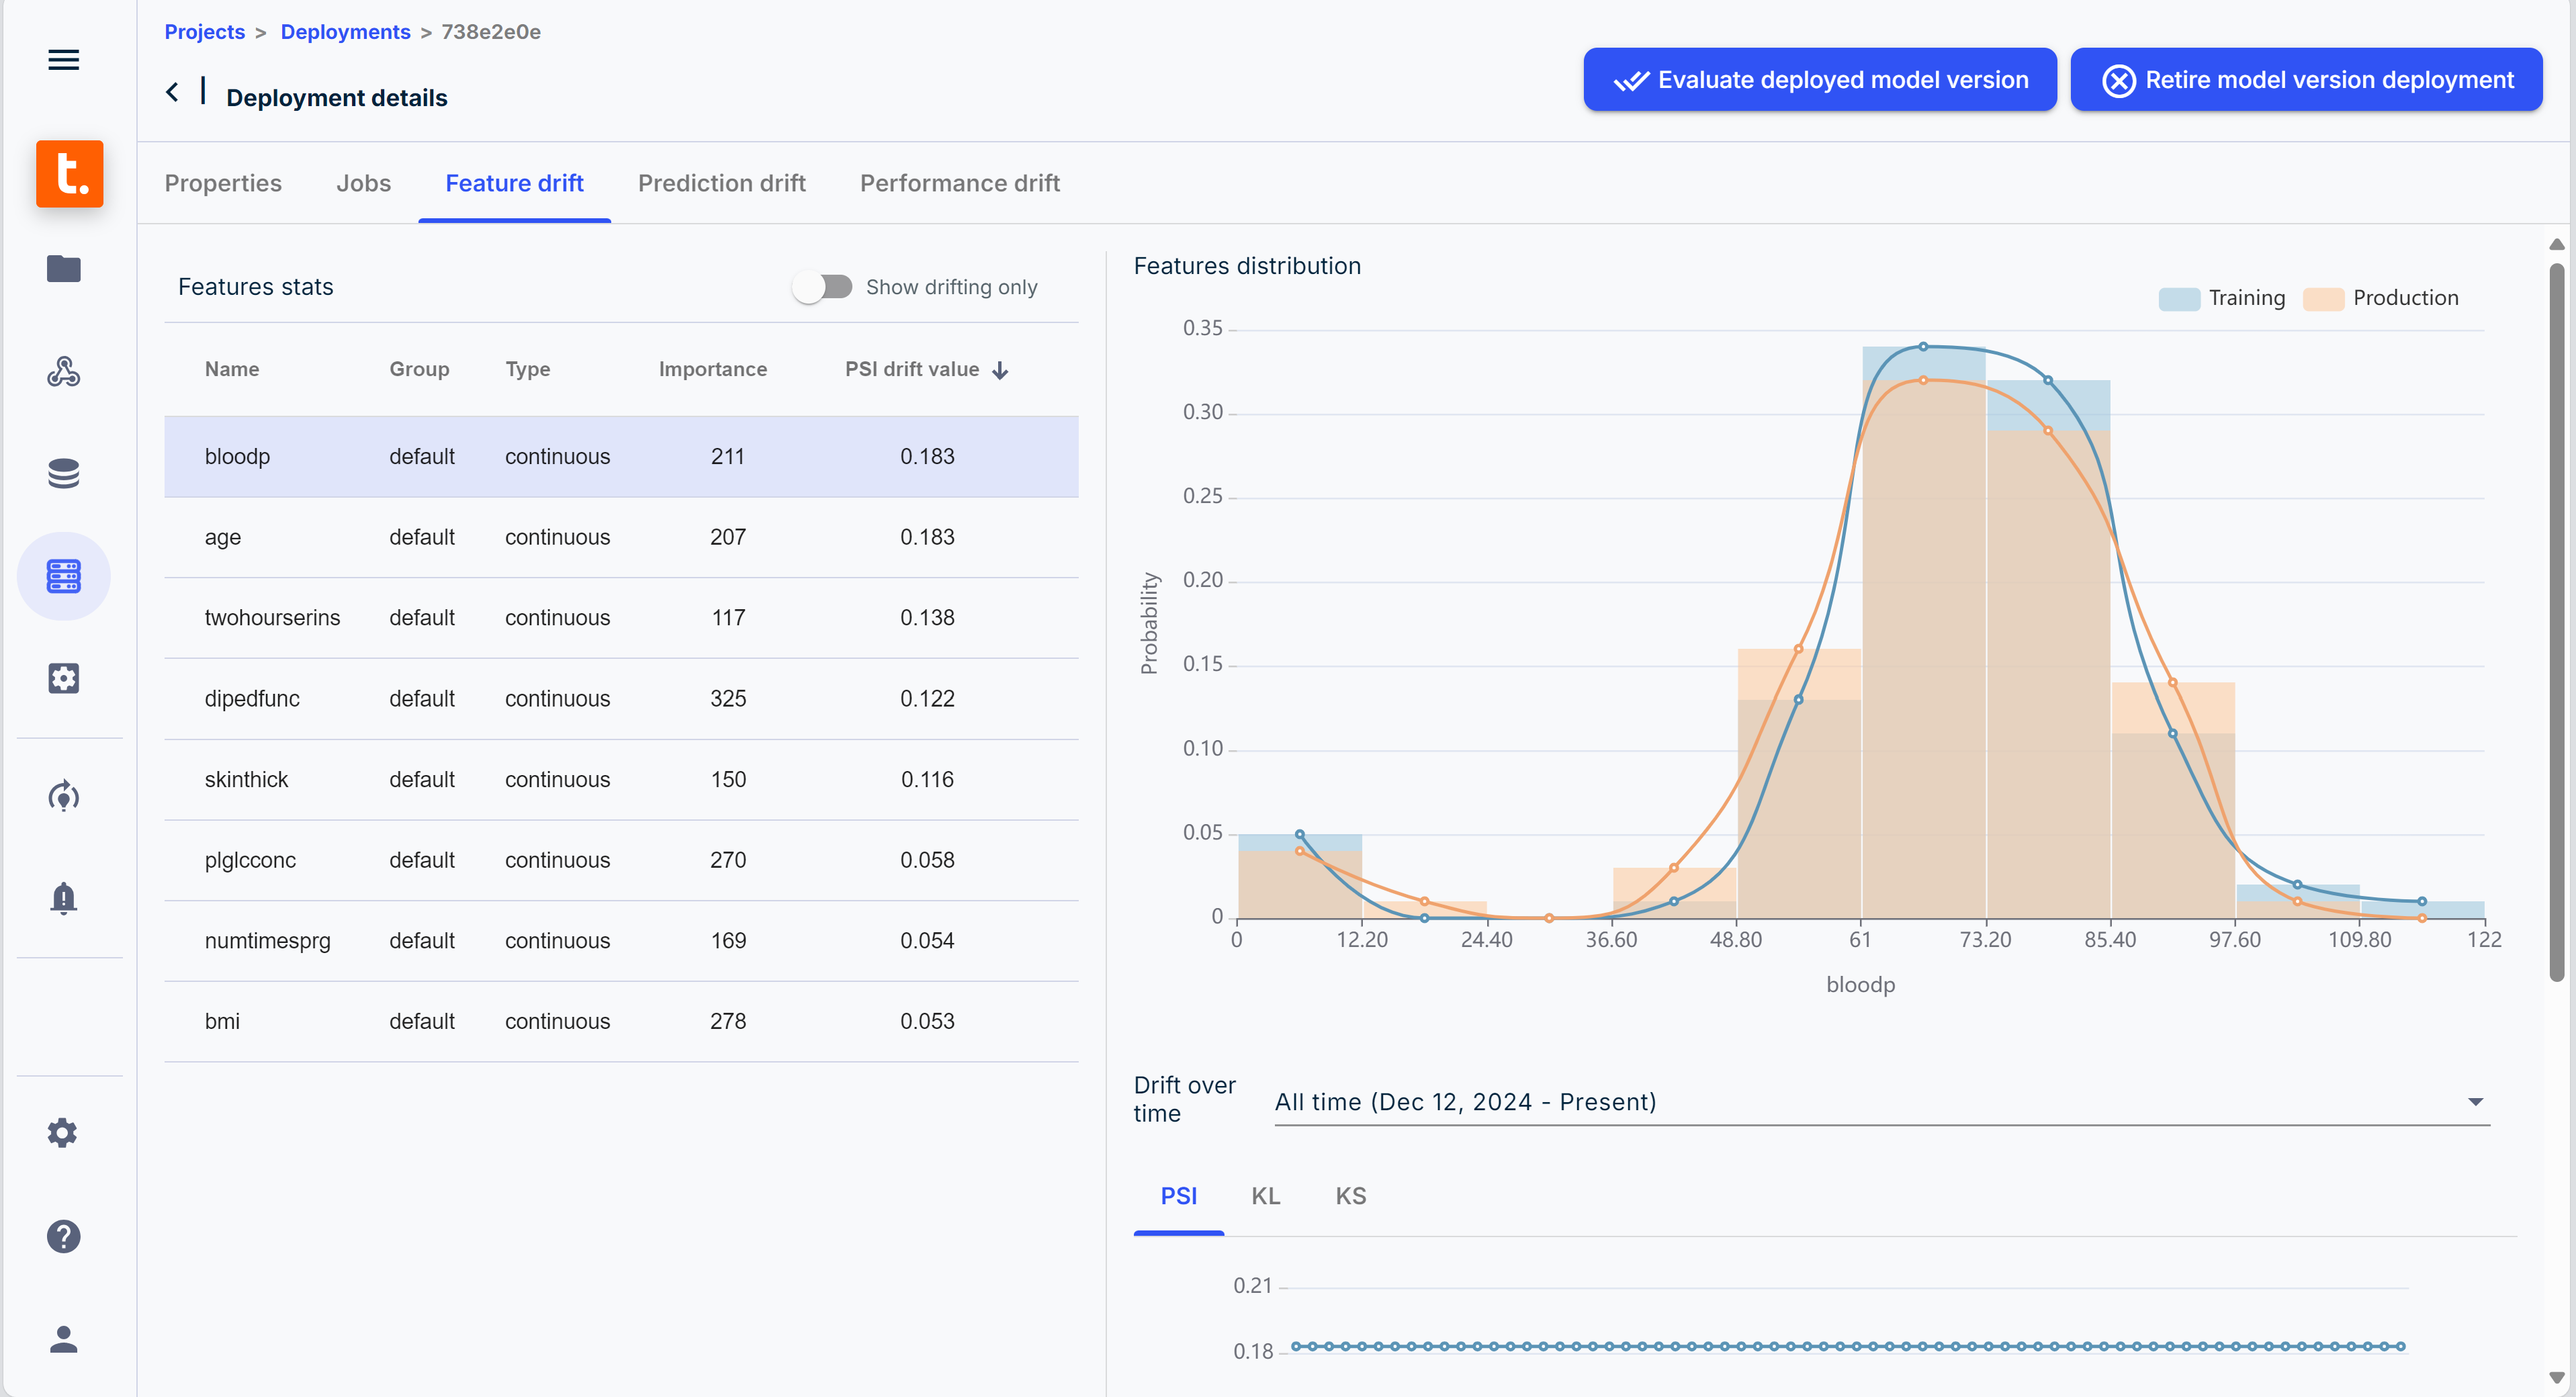 Projects > Deployments > 738e2e0e
Deployment details
Evaluate deployed model version
Retire model version deployment
t.
Properties Jobs Feature drift Prediction drift Performance drift
Features stats
Show drifting only
Name Group Type Importance PSI drift value
bloodp default continuous 211 0.183
age default continuous 207 0.183
twohourserins default continuous 117 0.138
dipedfunc default continuous 325 0.122
skinthick default continuous 150 0.116
plglcconc default continuous 270 0.058
numtimesprg default continuous 169 0.054
bmi default continuous 278 0.053
Features distribution
Training Production
0.35
0.30
0.25
0.20
0.15
0.10
0.05
0
Probability
0 12.20 24.40 36.60 48.80 61 73.20 85.40 97.60 109.80 122
bloodp
Drift over
time
All time (Dec 12, 2024 - Present)
PSI KL KS
0.21
0.18